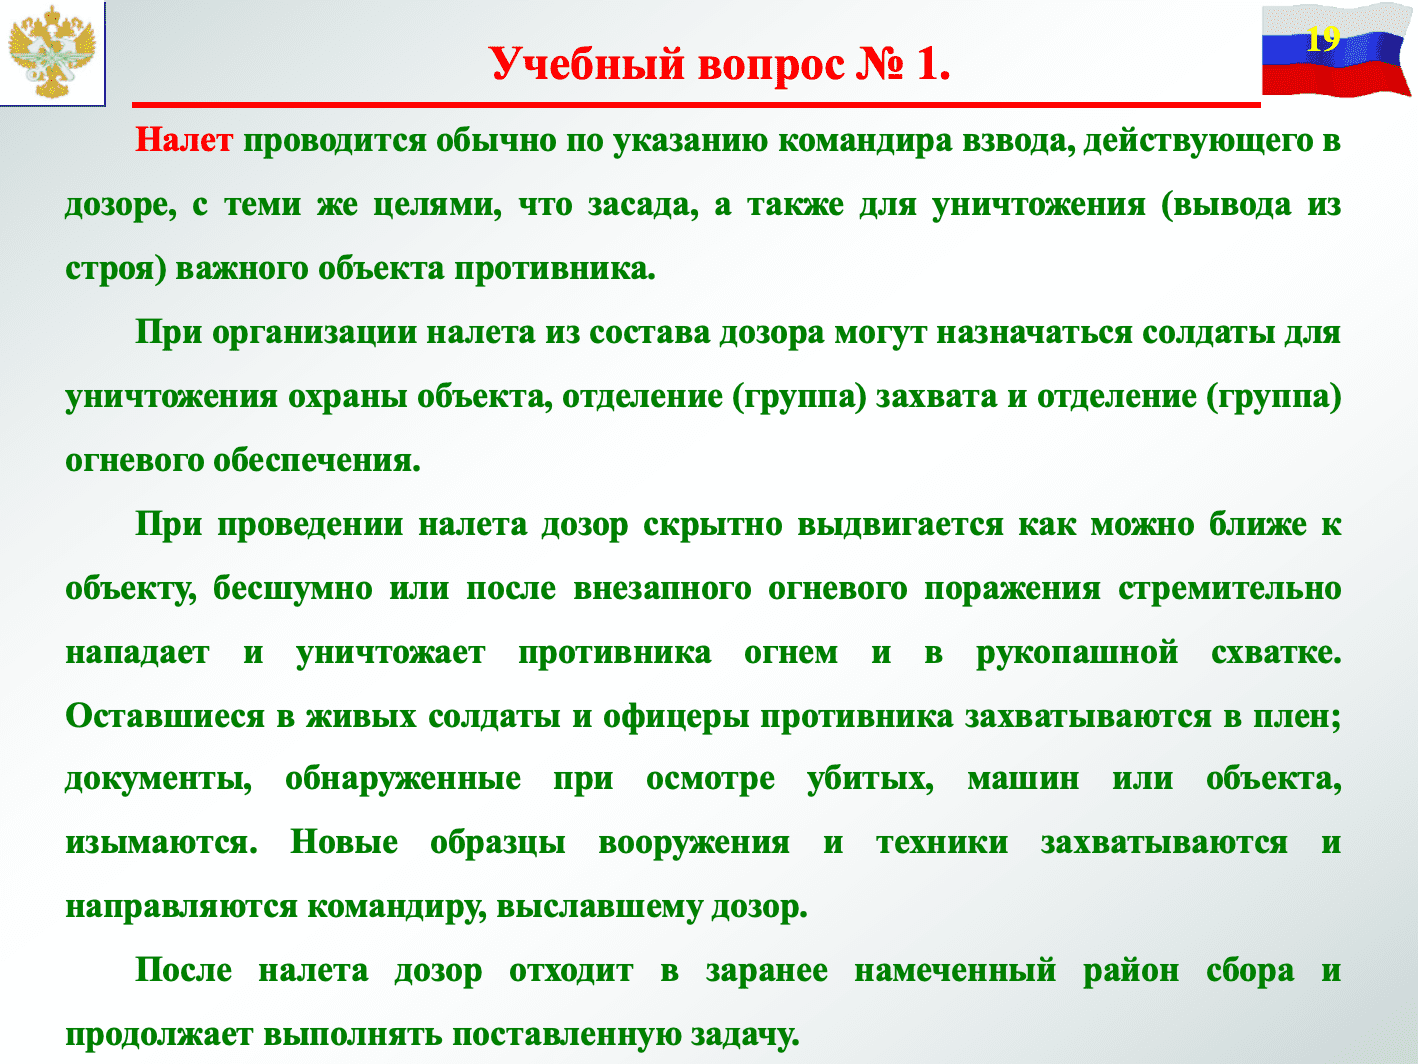 19
Учебный вопрос № 1.
Налет проводится обычно по указанию командира взвода, действующего в
дозоре, с теми же целями, что засада, а также для уничтожения (вывода из
строя) важного объекта противника.
При организации налета из состава дозора могут назначаться солдаты для
уничтожения охраны объекта, отделение (группа) захвата и отделение (группа)
огневого обеспечения.
При проведении налета дозор скрытно выдвигается как можно ближе к
объекту, бесшумно или после внезапного огневого поражения стремительно
нападает и уничтожает противника огнем и в рукопашной схватке.
Оставшиеся в живых солдаты и офицеры противника захватываются в плен;
документы, обнаруженные при осмотре убитых, машин или объекта,
изымаются. Новые образцы вооружения и техники захватываются и
направляются командиру, выславшему дозор.
После налета дозор отходит в заранее намеченный район сбора и
продолжает выполнять поставленную задачу.